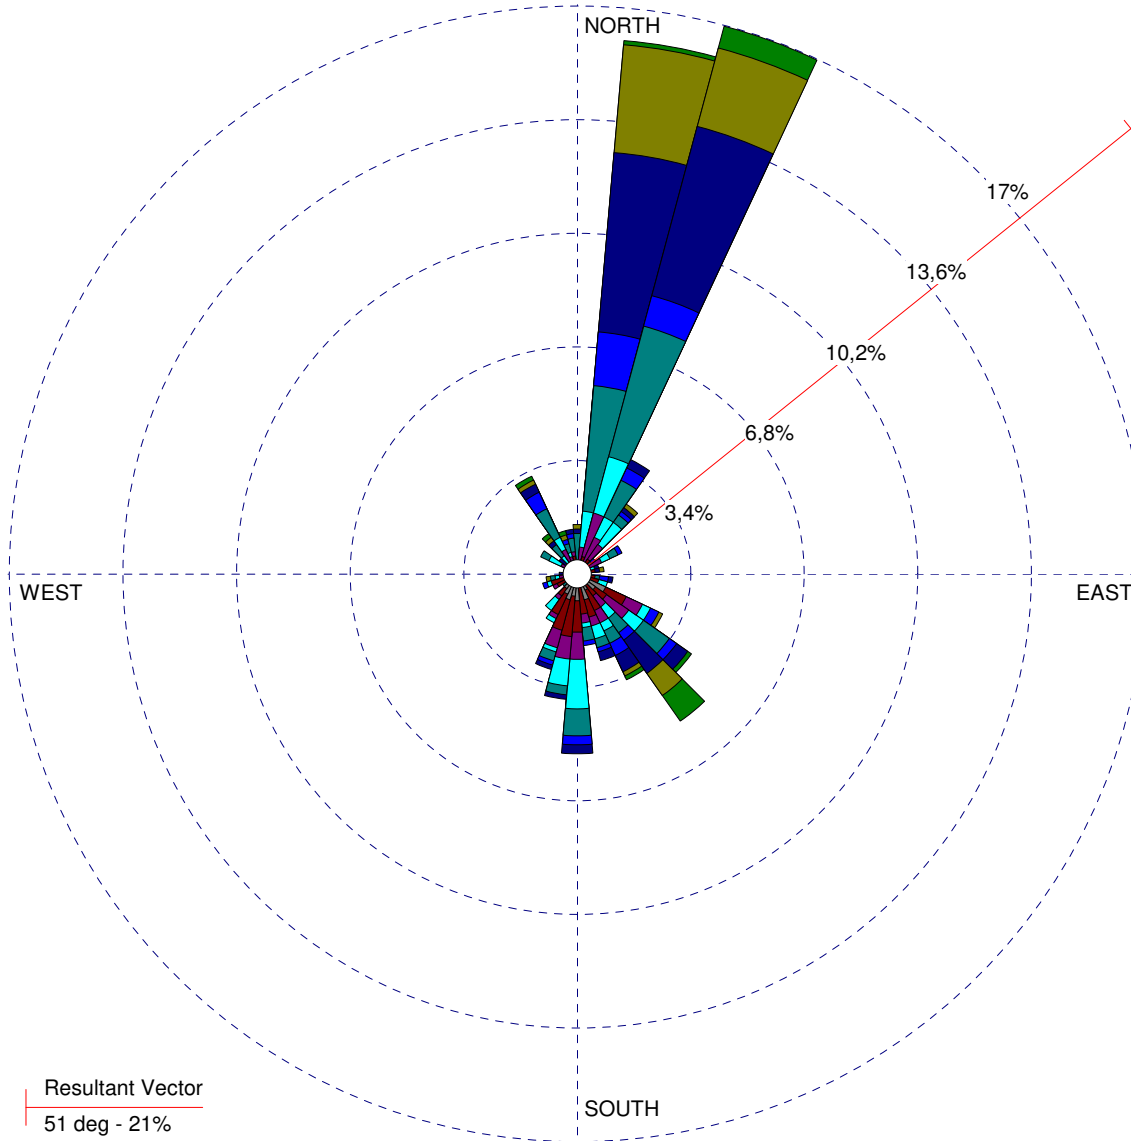 NORTH
17%
13,6%
10,2%
6,8%
3,4%
WEST
EAST
Resultant Vector
51 deg - 21%
SOUTH